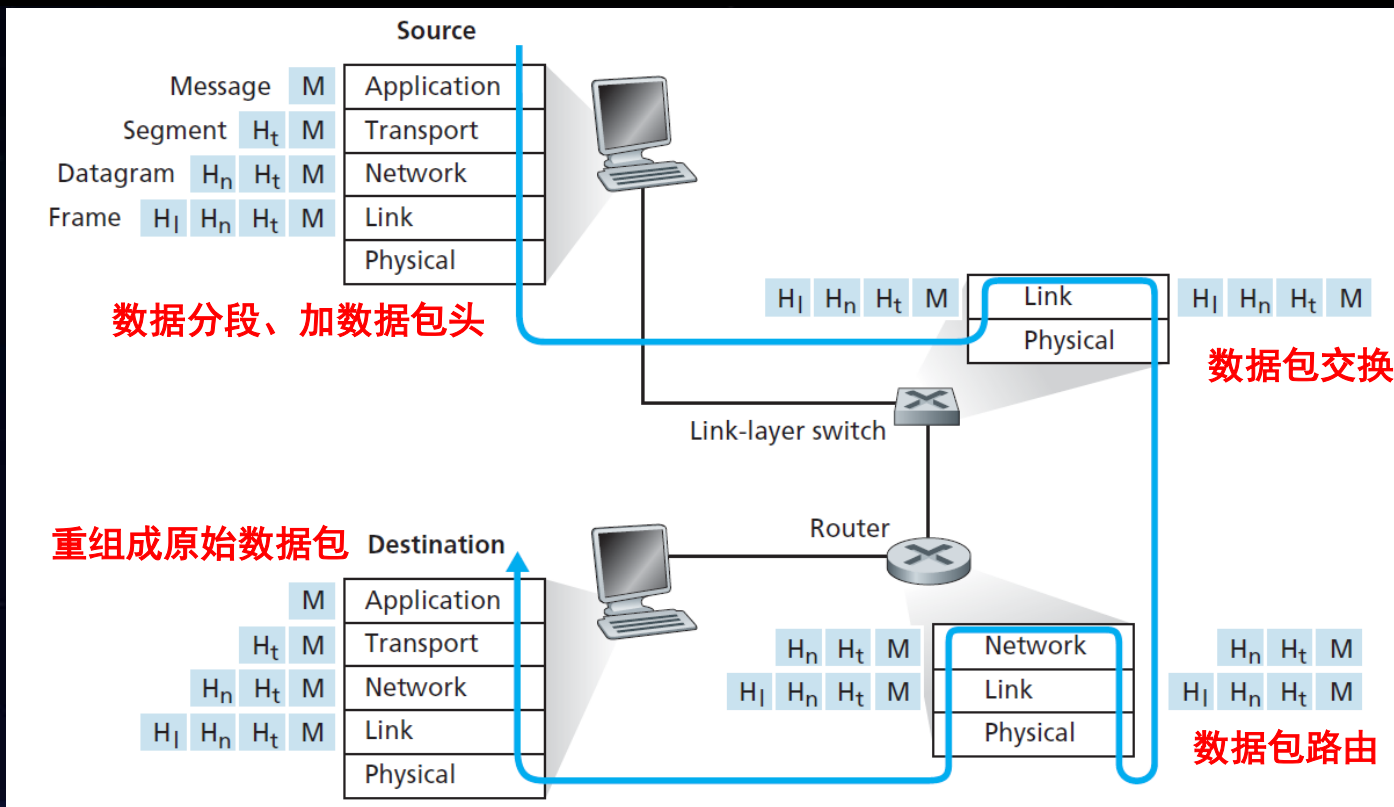 Source
Message M Application
Segment Ht M Transport
Datagram Hn Ht M Network
Frame Hl Hn Ht M Link
Physical
数据分段、加数据包头
Hl Hn Ht M Link Hl Hn Ht M
Physical
数据包交换
Link-layer switch
Router
重组成原始数据包 Destination
M Application
Ht M Transport
Hn Ht M Network
Hl Hn Ht M Link
Physical
Hn Ht M Network Hn Ht M
Hl Hn Ht M Link Hl Hn Ht M
Physical
数据包路由